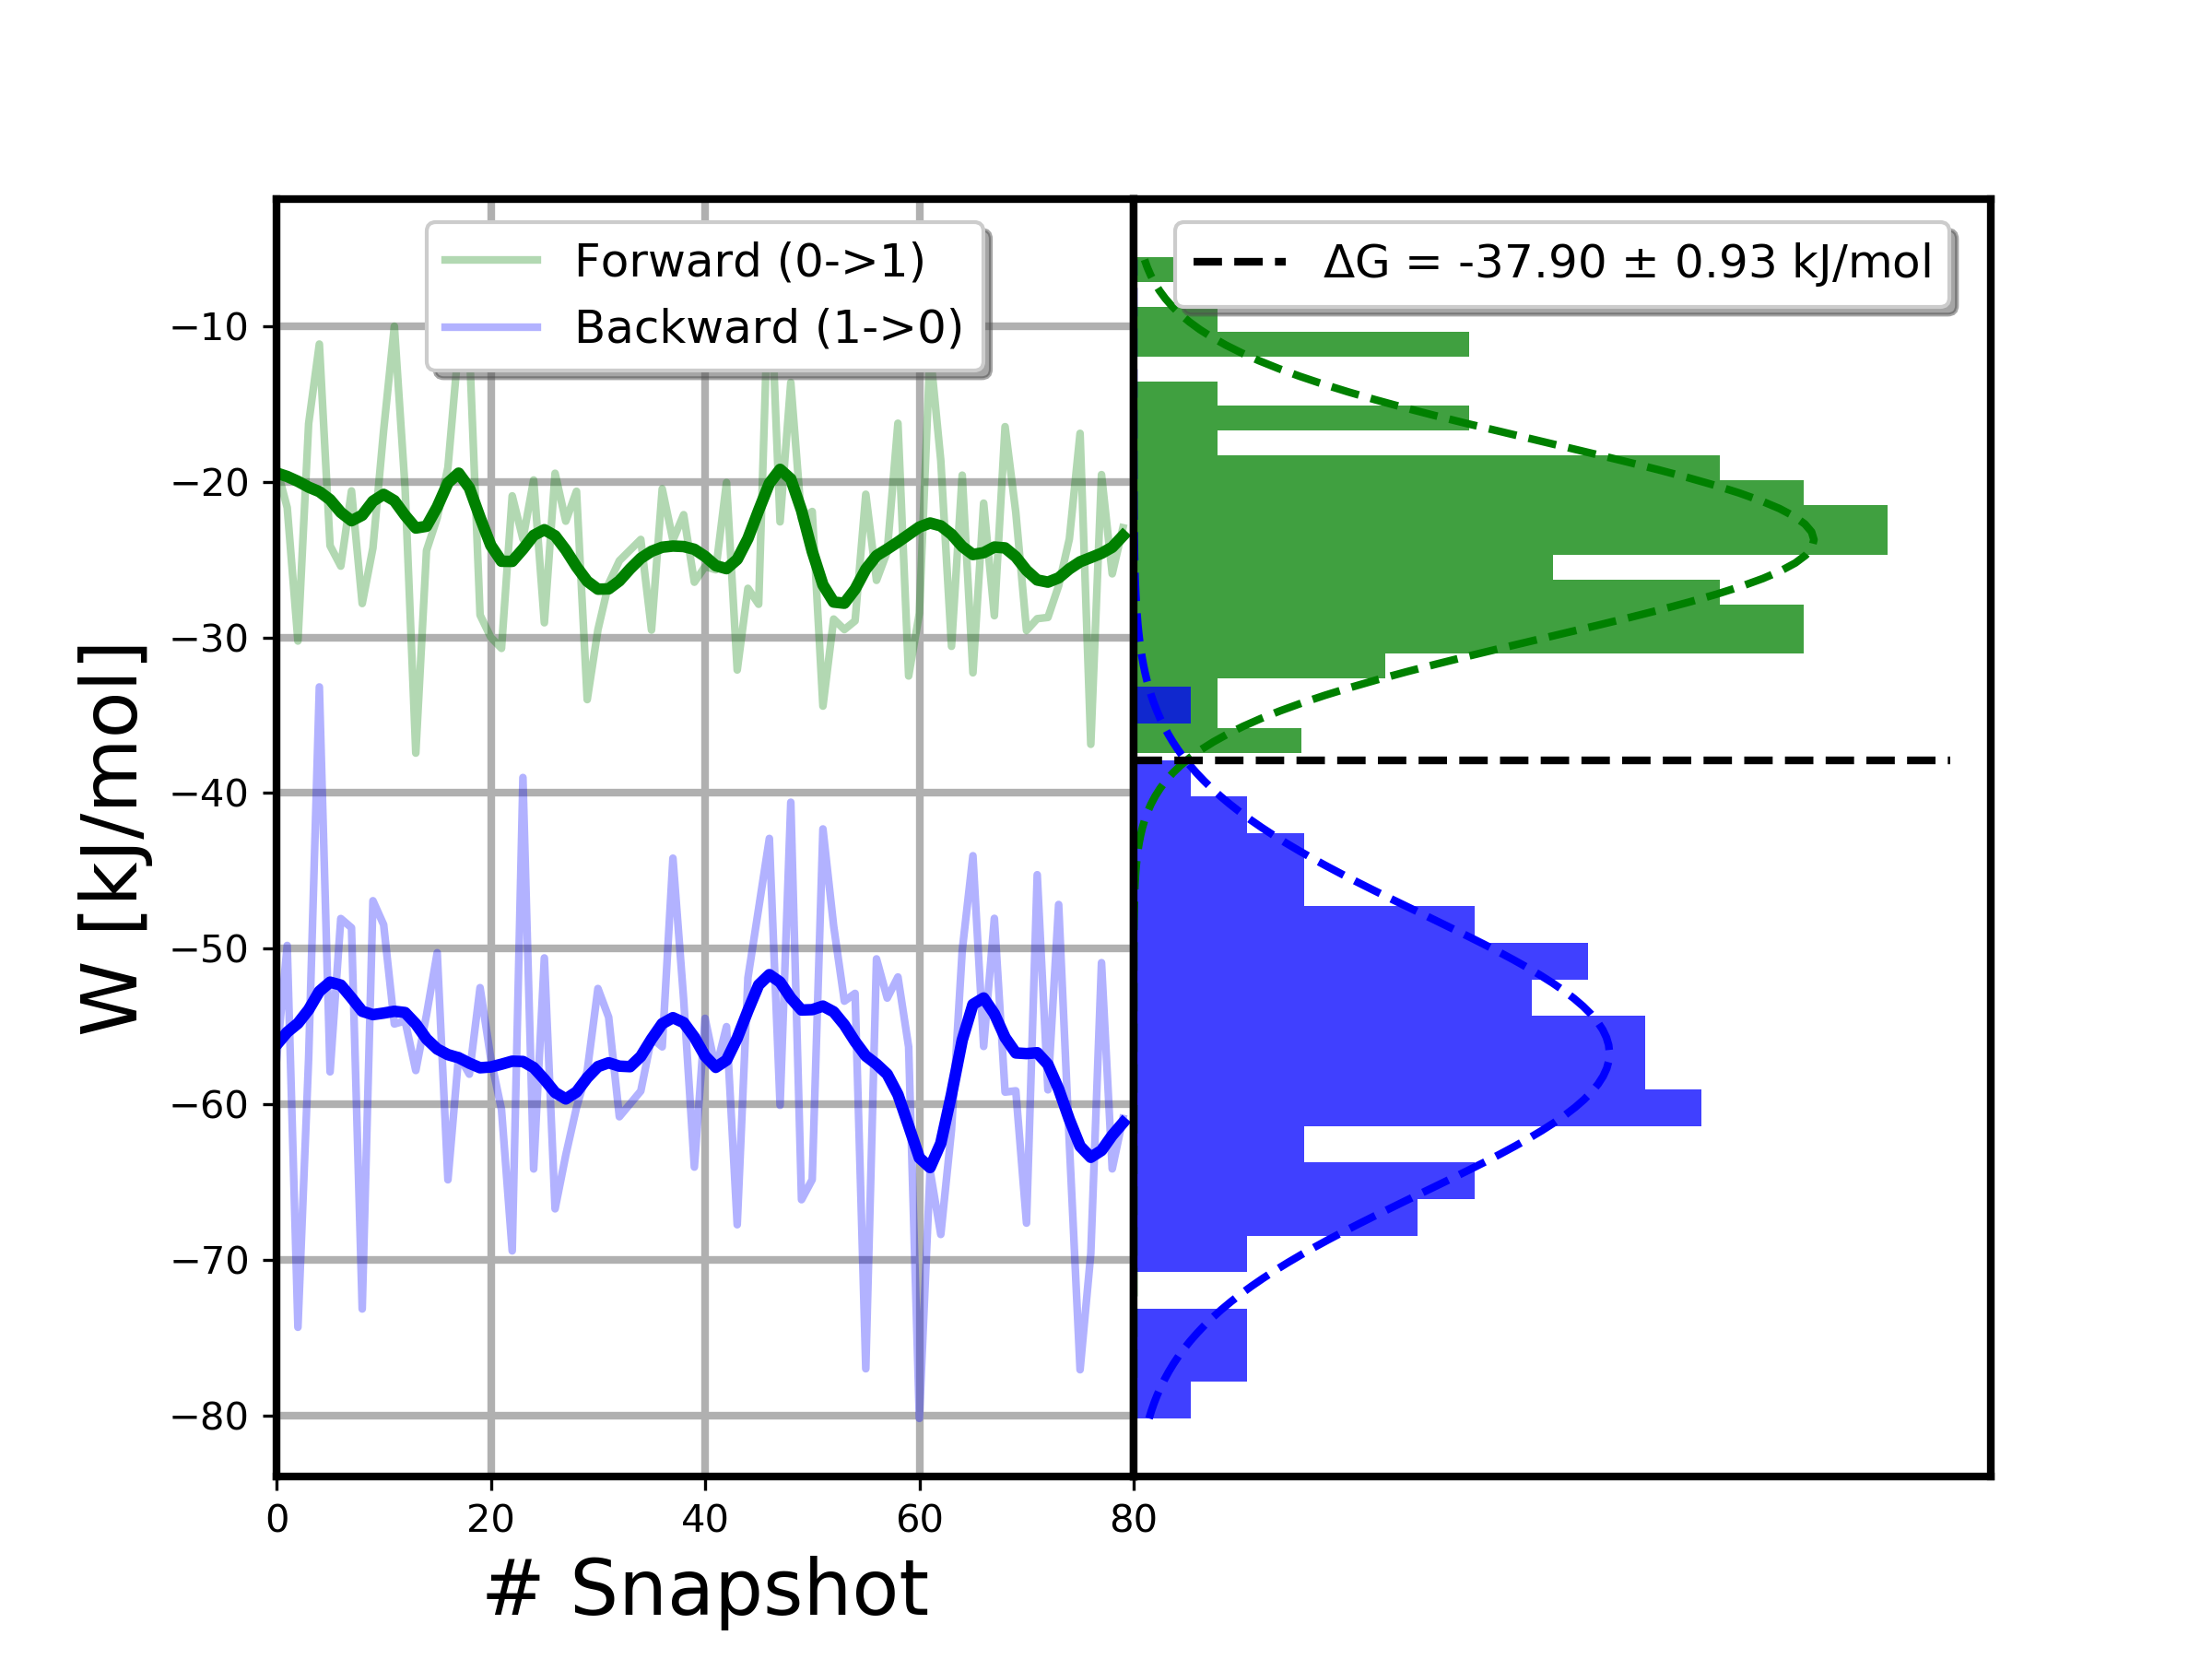 Forward (0->1)
Backward (1->0)
ΔG = -37.90 ± 0.93 kJ/mol
W [kJ/mol]
−10
−20
−30
−40
−50
−60
−70
−80
0 20 40 60 80
# Snapshot